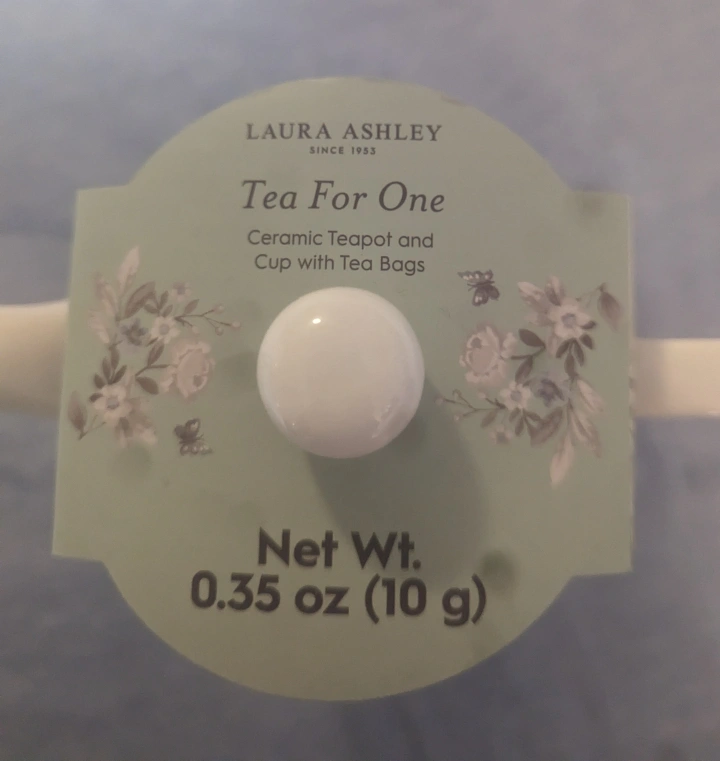 LAURA ASHLEY
SINCE 1953
Tea For One
Ceramic Teapot and
Cup with Tea Bags
Net Wt.
0.35 oz (10 g)